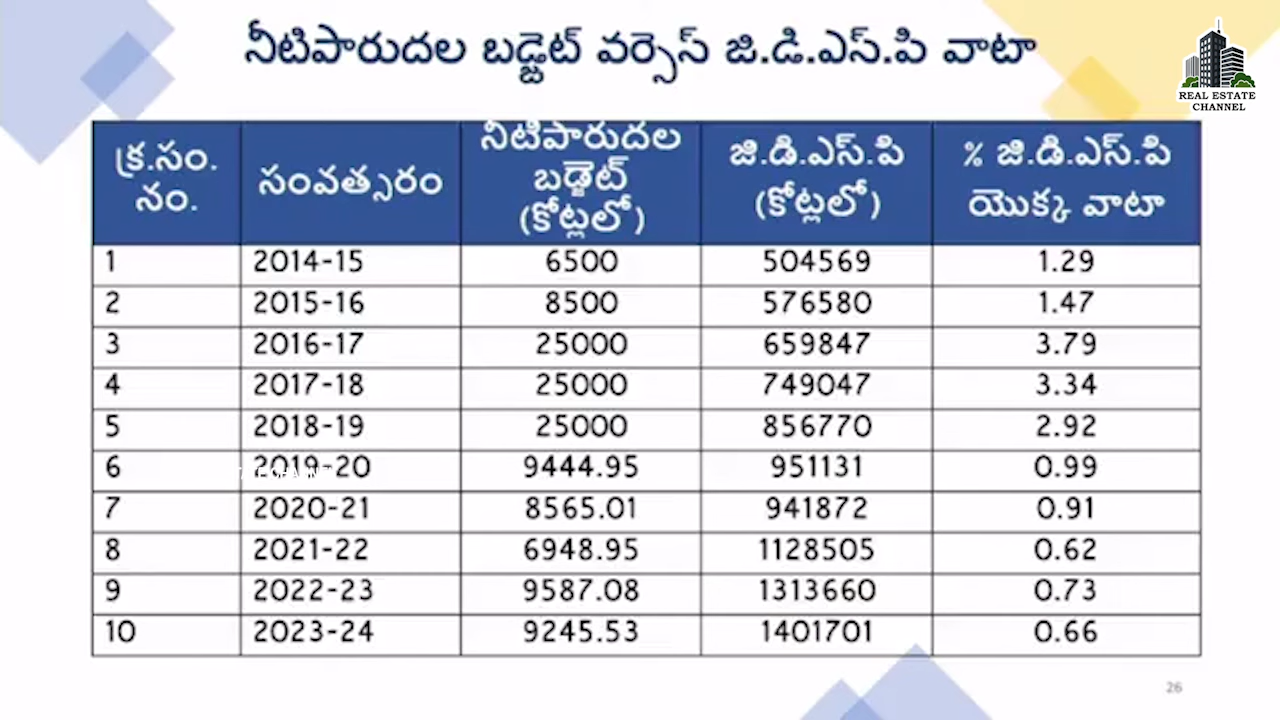 నీటిపారుదల బడ్జెట్ వర్సెస్ జి.డి.ఎస్.పి వాటా
REAL ESTATE
CHANNEL
క్ర.సం. నం. సంవత్సరం నీటిపారుదల బడ్జెట్ (కోట్లలో) జి.డి.ఎస్.పి (కోట్లలో) % జి.డి.ఎస్.పి యొక్క వాటా
1 2014-15 6500 504569 1.29
2 2015-16 8500 576580 1.47
3 2016-17 25000 659847 3.79
4 2017-18 25000 749047 3.34
5 2018-19 25000 856770 2.92
6 2019-20 9444.95 951131 0.99
7 2020-21 8565.01 941872 0.91
8 2021-22 6948.95 1128505 0.62
9 2022-23 9587.08 1313660 0.73
10 2023-24 9245.53 1401701 0.66
26